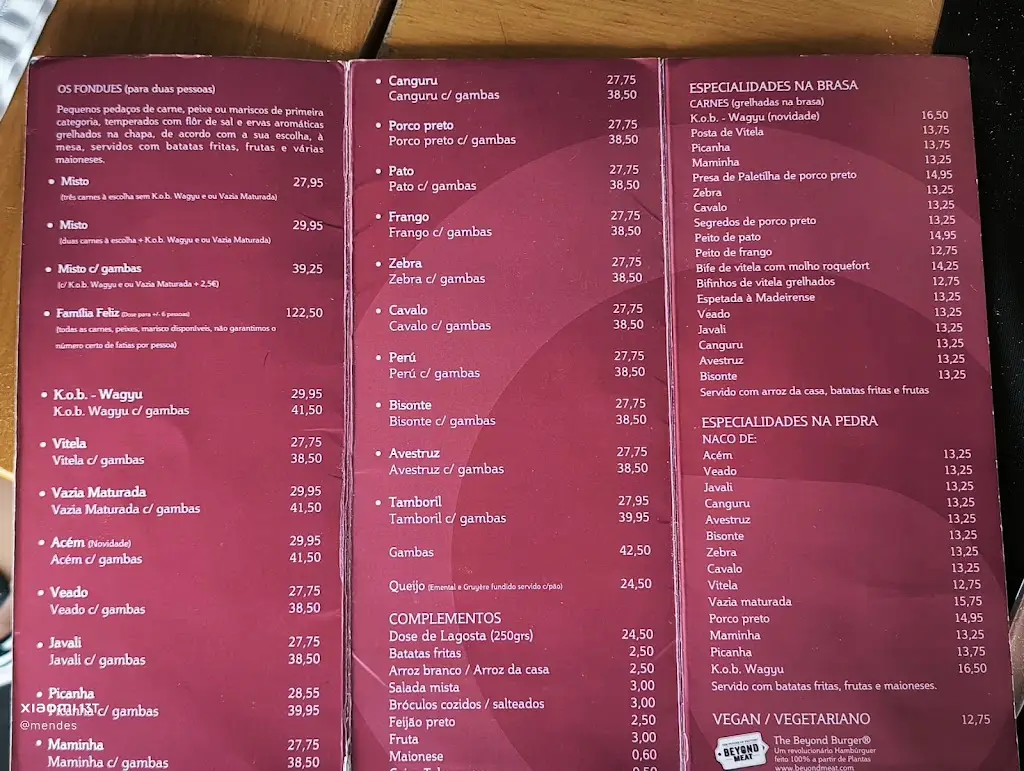 OS FONDUES (para duas pessoas)
Pequenos pedaços de carne, peixe ou mariscos de primeira
categoria, temperados com flôr de sal e ervas aromáticas
grelhados na chapa, de acordo com a sua escolha, à
mesa, servidos com batatas fritas, frutas e várias
maioneses.
• Misto 27,95
(três carnes à escolha sem K.o.b. Wagyu e ou Vazia Maturada)
• Misto 29,95
(duas carnes à escolha + K.o.b. Wagyu e ou Vazia Maturada)
• Misto c/ gambas 39,25
(c/ K.o.b. Wagyu e ou Vazia Maturada + 2,5€)
• Família Feliz (Dose para +/- 6 pessoas) 122,50
(todas as carnes, peixes, marisco disponíveis, não garantimos o
número certo de fatias por pessoa)
• K.o.b. - Wagyu 29,95
K.o.b. Wagyu c/ gambas 41,50
• Vitela 27,75
Vitela c/ gambas 38,50
• Vazia Maturada 29,95
Vazia Maturada c/ gambas 41,50
• Acém (Novidade) 29,95
Acém c/ gambas 41,50
• Veado 27,75
Veado c/ gambas 38,50
• Javali 27,75
Javali c/ gambas 38,50
• Picanha 28,55
Picanha c/ gambas 39,95
• Maminha 27,75
Maminha c/ gambas 38,50
• Canguru 27,75
Canguru c/ gambas 38,50
• Porco preto 27,75
Porco preto c/ gambas 38,50
• Pato 27,75
Pato c/ gambas 38,50
• Frango 27,75
Frango c/ gambas 38,50
• Zebra 27,75
Zebra c/ gambas 38,50
• Cavalo 27,75
Cavalo c/ gambas 38,50
• Perú 27,75
Perú c/ gambas 38,50
• Bisonte 27,75
Bisonte c/ gambas 38,50
• Avestruz 27,75
Avestruz c/ gambas 38,50
• Tamboril 27,95
Tamboril c/ gambas 39,95
Gambas 42,50
Queijo (Emental e Gruyère fundido servido c/pão) 24,50
COMPLEMENTOS
Dose de Lagosta (250grs) 24,50
Batatas fritas 2,50
Arroz branco / Arroz da casa 2,50
Salada mista 3,00
Bróculos cozidos / salteados 3,00
Feijão preto 2,50
Fruta 3,00
Maionese 0,60
ESPECIALIDADES NA BRASA
CARNES (grelhadas na brasa)
K.o.b. - Wagyu (novidade) 16,50
Posta de Vitela 13,75
Picanha 13,75
Maminha 13,25
Presa de Paletilha de porco preto 14,95
Zebra 13,25
Cavalo 13,25
Segredos de porco preto 13,25
Peito de pato 14,95
Peito de frango 12,75
Bife de vitela com molho roquefort 14,25
Bifinhos de vitela grelhados 12,75
Espetada à Madeirense 13,25
Veado 13,25
Javali 13,25
Canguru 13,25
Avestruz 13,25
Bisonte 13,25
Servido com arroz da casa, batatas fritas e frutas
ESPECIALIDADES NA PEDRA
NACO DE:
Acém 13,25
Veado 13,25
Javali 13,25
Canguru 13,25
Avestruz 13,25
Bisonte 13,25
Zebra 13,25
Cavalo 13,25
Vitela 12,75
Vazia maturada 15,75
Porco preto 14,95
Maminha 13,25
Picanha 13,75
K.o.b. Wagyu 16,50
Servido com batatas fritas, frutas e maioneses.
VEGAN / VEGETARIANO 12,75
BEYOND
MEAT
The Beyond Burger®
Um revolucionário Hambúrguer
feito 100% a partir de Plantas
www.beyondmeat.com
@mendes